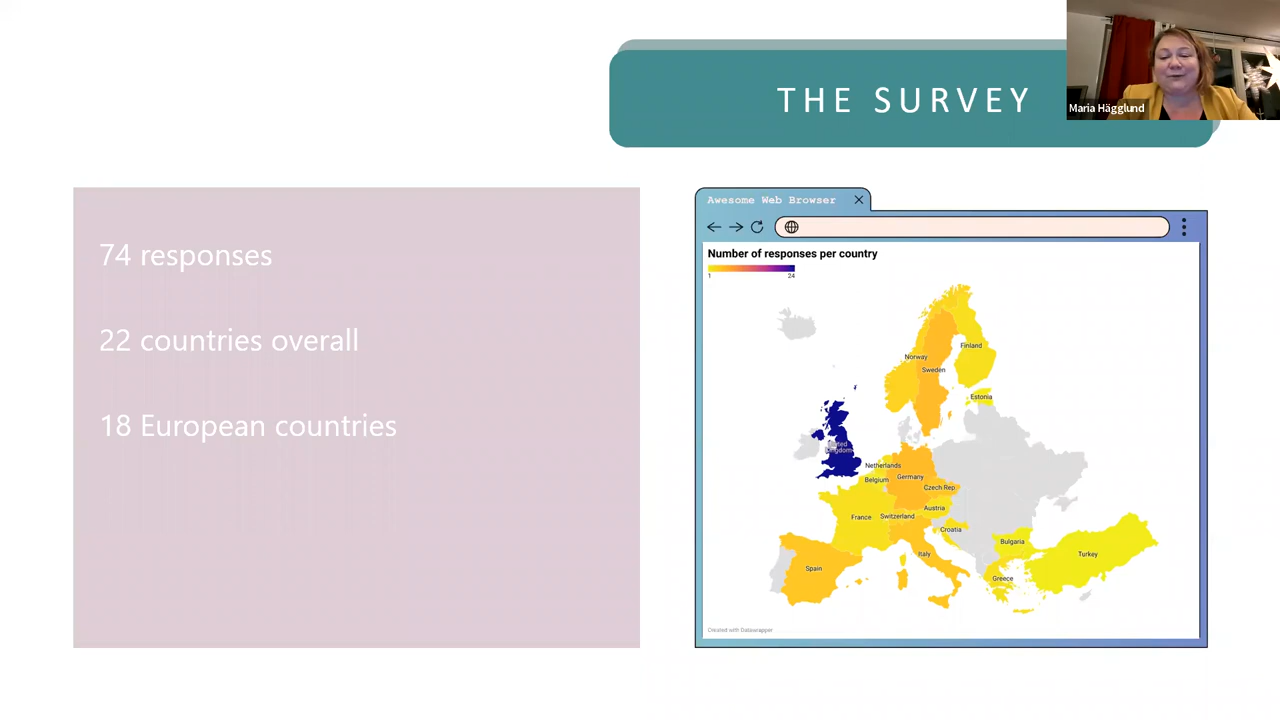 THE SURVEY
Maria Hägglund
74 responses
22 countries overall
18 European countries
Awesome Web Browser
Number of responses per country
1 24
Finland
Norway
Sweden
Estonia
United
Kingdom
Netherlands
Belgium
Germany
Czech Rep
Austria
France
Switzerland
Croatia
Bulgaria
Italy
Turkey
Spain
Greece
Created with Datawrapper